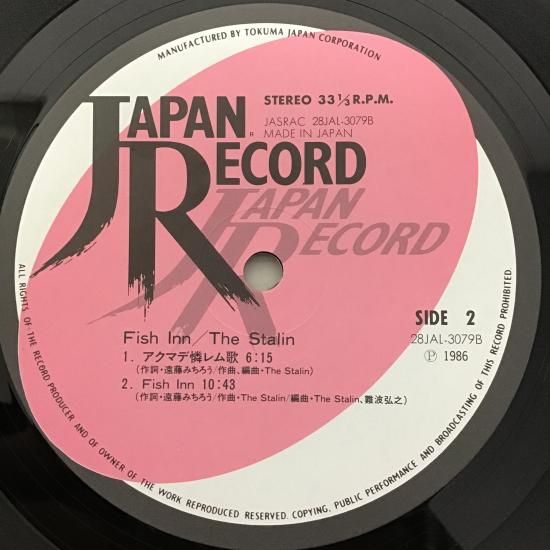 MANUFACTURED BY TOKUMA JAPAN CORPORATION
STEREO 33 1/3 R.P.M.
JASRAC 28JAL-3079B
MADE IN JAPAN
JAPAN
RECORD
R
JAPAN
RECORD
SIDE 2
28JAL-3079B
Ⓟ 1986
Fish Inn/The Stalin
1. アクマデ憐レム歌 6:15
(作詞・遠藤みちろう/作曲、編曲・The Stalin)
2. Fish Inn 10:43
(作詞・遠藤みちろう/作曲・The Stalin/編曲・The Stalin、難波弘之)
ALL RIGHTS OF THE RECORD PRODUCER AND OF OWNER OF THE WORK REPRODUCED RESERVED. COPYING, PUBLIC PERFORMANCE AND BROADCASTING OF THIS RECORD PROHIBITED.